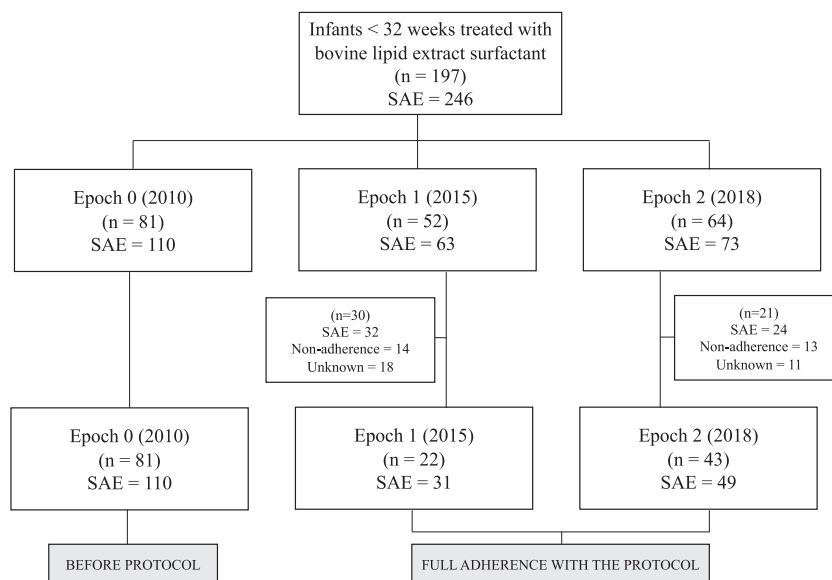 Infants < 32 weeks treated with
bovine lipid extract surfactant
(n = 197)
SAE = 246
Epoch 0 (2010)
(n = 81)
SAE = 110
Epoch 1 (2015)
(n = 52)
SAE = 63
Epoch 2 (2018)
(n = 64)
SAE = 73
(n=30)
SAE = 32
Non-adherence = 14
Unknown = 18
(n=21)
SAE = 24
Non-adherence = 13
Unknown = 11
Epoch 0 (2010)
(n = 81)
SAE = 110
Epoch 1 (2015)
(n = 22)
SAE = 31
Epoch 2 (2018)
(n = 43)
SAE = 49
BEFORE PROTOCOL
FULL ADHERENCE WITH THE PROTOCOL